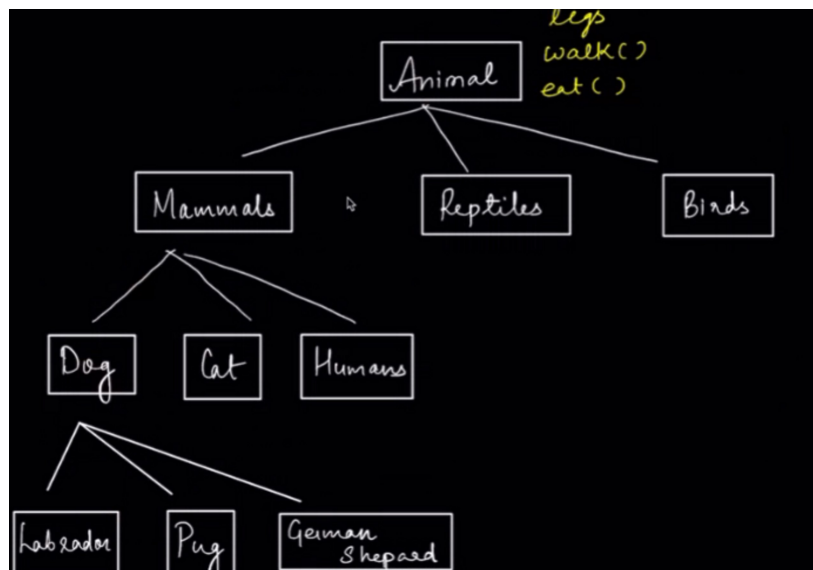 legs
walk()
eat()
Animal
Mammals
Reptiles
Birds
Dog
Cat
Humans
Labrador
Pug
German
Shepard